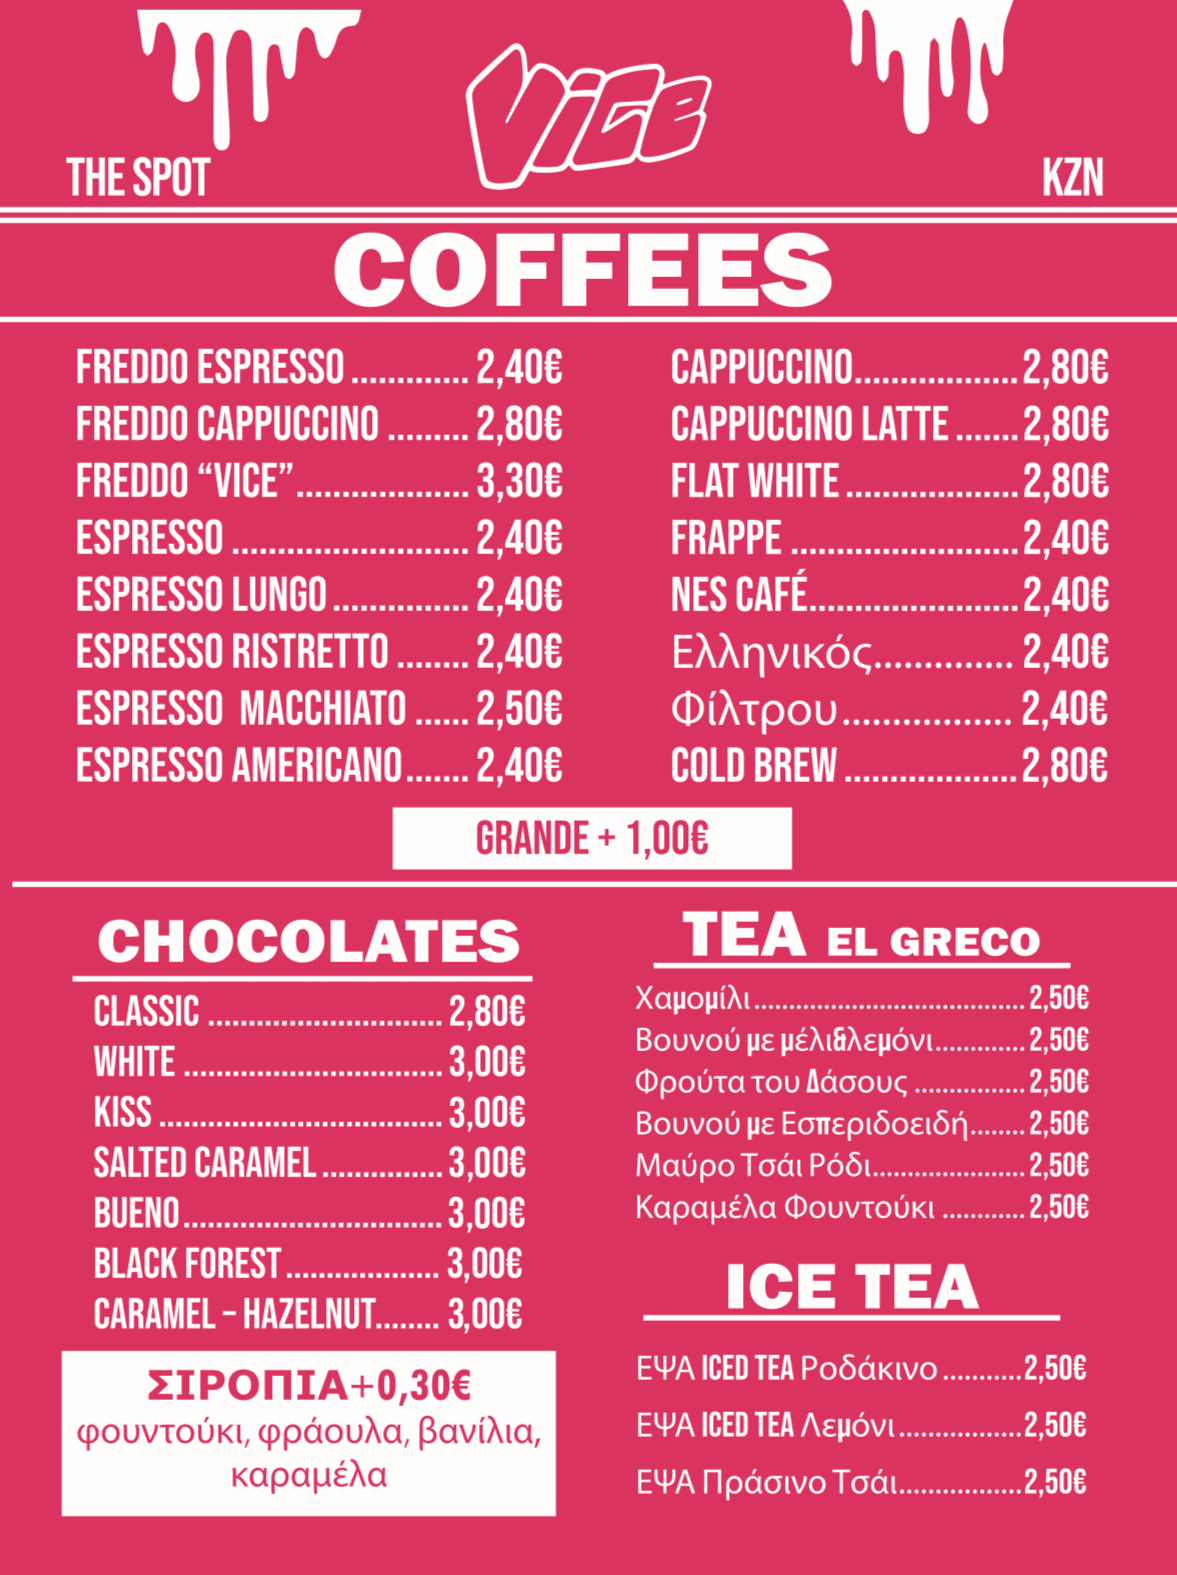 Vice
THE SPOT
KZN
COFFEES
FREDDO ESPRESSO ............. 2,40€
FREDDO CAPPUCCINO ......... 2,80€
FREDDO “VICE”................... 3,30€
ESPRESSO .......................... 2,40€
ESPRESSO LUNGO ............... 2,40€
ESPRESSO RISTRETTO ........ 2,40€
ESPRESSO MACCHIATO ...... 2,50€
ESPRESSO AMERICANO....... 2,40€
CAPPUCCINO.................. 2,80€
CAPPUCCINO LATTE ....... 2,80€
FLAT WHITE ................... 2,80€
FRAPPE ......................... 2,40€
NES CAFÉ....................... 2,40€
Ελληνικός.............. 2,40€
Φίλτρου................. 2,40€
COLD BREW ................... 2,80€
GRANDE + 1,00€
CHOCOLATES
CLASSIC ............................. 2,80€
WHITE ................................ 3,00€
KISS ................................... 3,00€
SALTED CARAMEL ............... 3,00€
BUENO................................ 3,00€
BLACK FOREST................... 3,00€
CARAMEL – HAZELNUT........ 3,00€
ΣΙΡΟΠΙΑ+0,30€
φουντούκι, φράουλα, βανίλια,
καραμέλα
TEA EL GRECO
Χαμομίλι....................................... 2,50€
Βουνού με μέλι&λεμόνι............. 2,50€
Φρούτα του Δάσους ................ 2,50€
Βουνού με Εσπεριδοειδή........ 2,50€
Μαύρο Τσάι Ρόδι...................... 2,50€
Καραμέλα Φουντούκι ............ 2,50€
ICE TEA
ΕΨΑ ICED TEA Ροδάκινο ...........2,50€
ΕΨΑ ICED TEA Λεμόνι.................2,50€
ΕΨΑ Πράσινο Τσάι.................2,50€